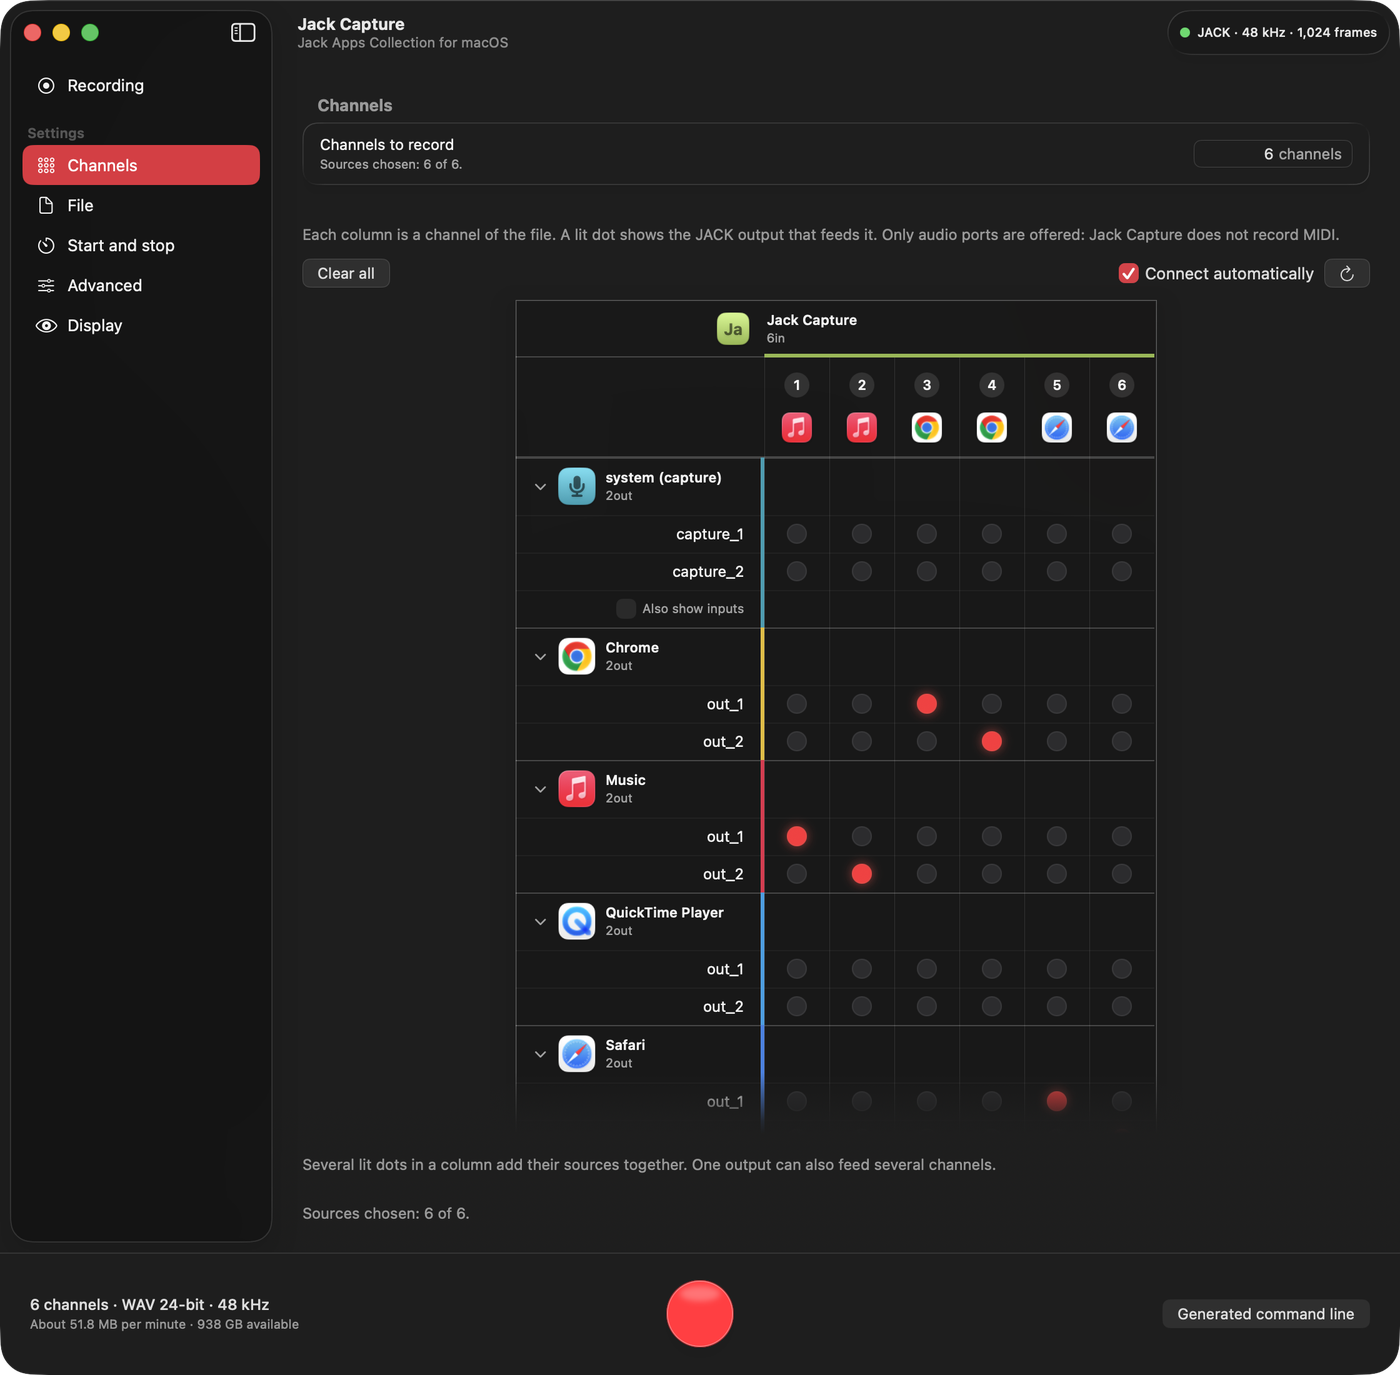 Jack Capture
Jack Apps Collection for macOS
JACK · 48 kHz · 1,024 frames
Recording
Settings
Channels
File
Start and stop
Advanced
Display
Channels
Channels to record
Sources chosen: 6 of 6.
6 channels
Each column is a channel of the file. A lit dot shows the JACK output that feeds it. Only audio ports are offered: Jack Capture does not record MIDI.
Clear all
Connect automatically
Ja
Jack Capture
6in
1 2 3 4 5 6
system (capture)
2out
capture_1
capture_2
Also show inputs
Chrome
2out
out_1
out_2
Music
2out
out_1
out_2
QuickTime Player
2out
out_1
out_2
Safari
2out
out_1
Several lit dots in a column add their sources together. One output can also feed several channels.
Sources chosen: 6 of 6.
6 channels · WAV 24-bit · 48 kHz
About 51.8 MB per minute · 938 GB available
Generated command line